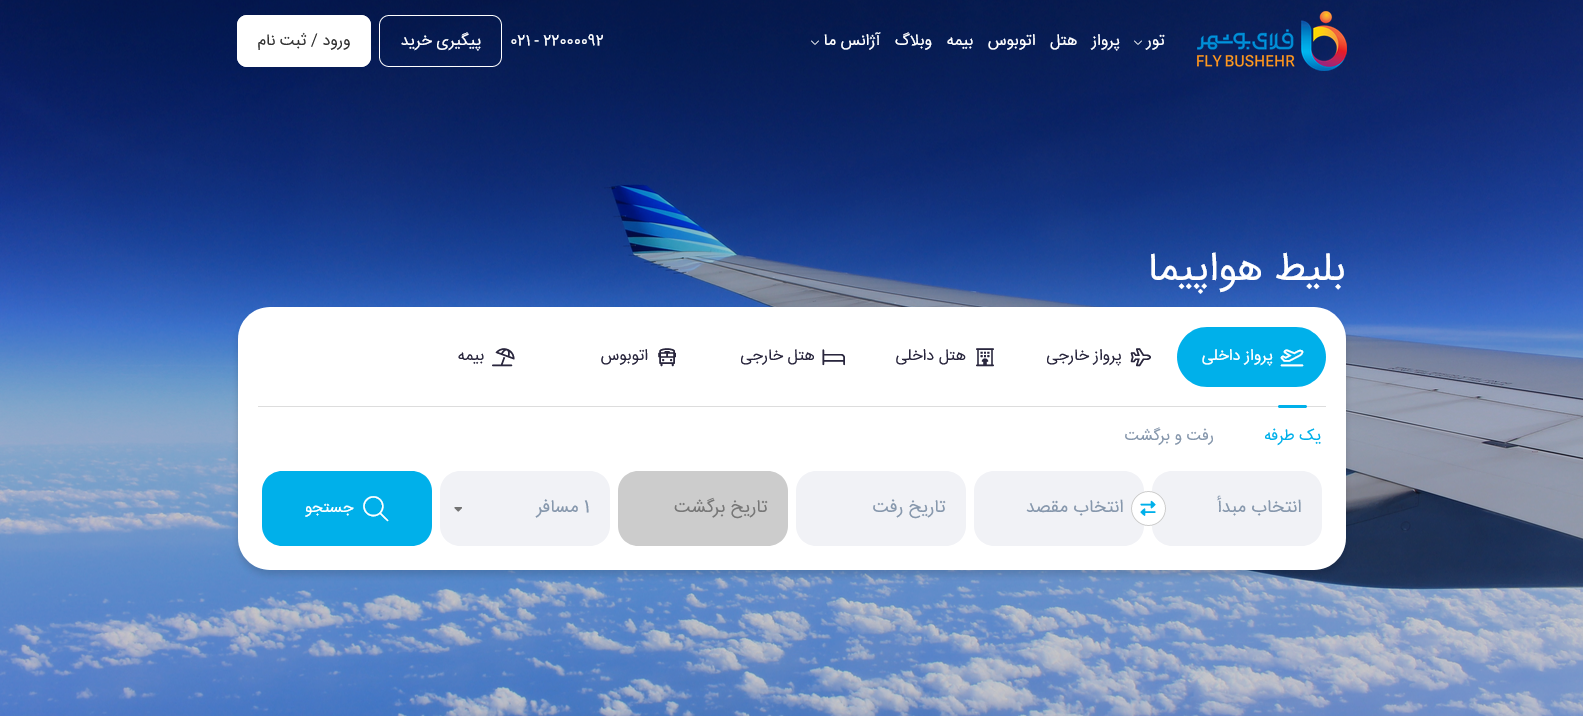 فلای بوشهر
FLY BUSHEHR
تور پرواز هتل اتوبوس بیمه وبلاگ آژانس ما
۰۲۱ - ۲۲۰۰۰۰۹۲
پیگیری خرید
ورود / ثبت نام
بلیط هواپیما
پرواز داخلی پرواز خارجی هتل داخلی هتل خارجی اتوبوس بیمه
یک طرفه رفت و برگشت
انتخاب مبدأ انتخاب مقصد تاریخ رفت تاریخ برگشت ۱ مسافر جستجو